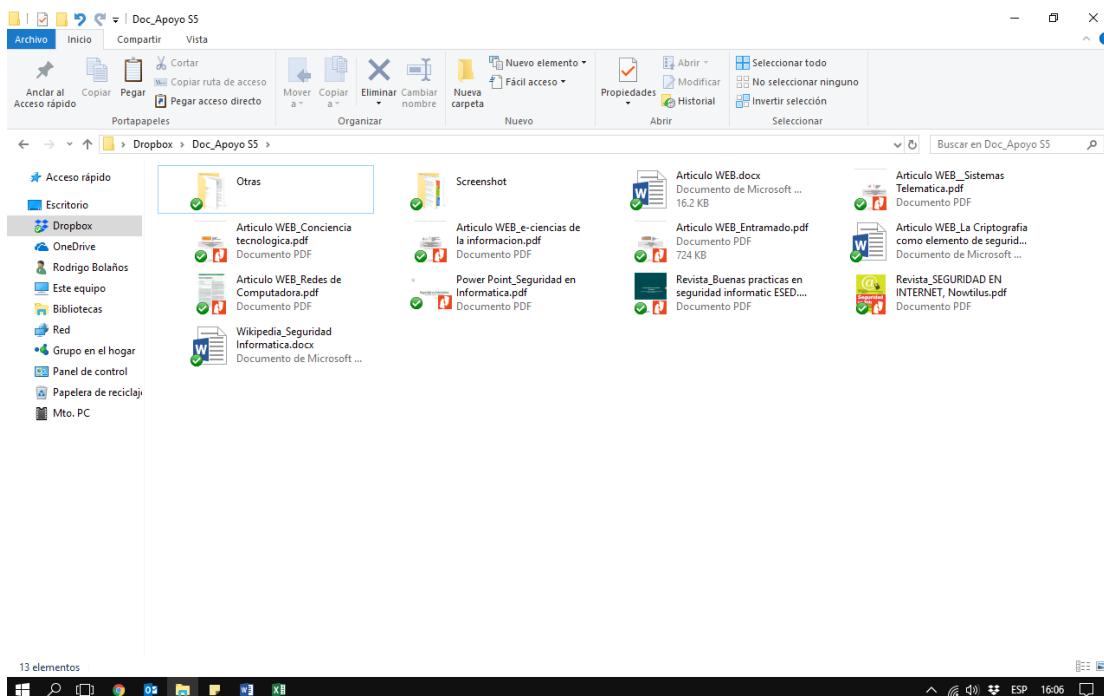 Doc_Apoyo S5
Archivo Inicio Compartir Vista
Anclar al
Acceso rápido
Copiar
Pegar
Cortar
Copiar ruta de acceso
Pegar acceso directo
Portapapeles
Mover
a
Copiar
a
Eliminar
Cambiar
nombre
Organizar
Nueva
carpeta
Nuevo elemento
Fácil acceso
Nuevo
Propiedades
Abrir
Modificar
Historial
Abrir
Seleccionar todo
No seleccionar ninguno
Invertir selección
Seleccionar
Dropbox > Doc_Apoyo S5 >
Buscar en Doc_Apoyo S5
Acceso rápido
Escritorio
Dropbox
OneDrive
Rodrigo Bolaños
Este equipo
Bibliotecas
Red
Grupo en el hogar
Panel de control
Papelera de reciclaje
Mto. PC
Otras
Screenshot
Articulo WEB.docx
Documento de Microsoft ...
16.2 KB
Articulo WEB__Sistemas
Telematica.pdf
Documento PDF
Articulo WEB_Conciencia
tecnologica.pdf
Documento PDF
Articulo WEB_e-ciencias de
la informacion.pdf
Documento PDF
Articulo WEB_Entramado.pdf
Documento PDF
724 KB
Articulo WEB_La Criptografia
como elemento de segurid...
Documento de Microsoft ...
Articulo WEB_Redes de
Computadora.pdf
Documento PDF
Power Point_Seguridad en
Informatica.pdf
Documento PDF
Revista_Buenas practicas en
seguridad informatic ESED....
Documento PDF
Revista_SEGURIDAD EN
INTERNET, Nowtilus.pdf
Documento PDF
Wikipedia_Seguridad
Informatica.docx
Documento de Microsoft ...
13 elementos
ESP 16:06